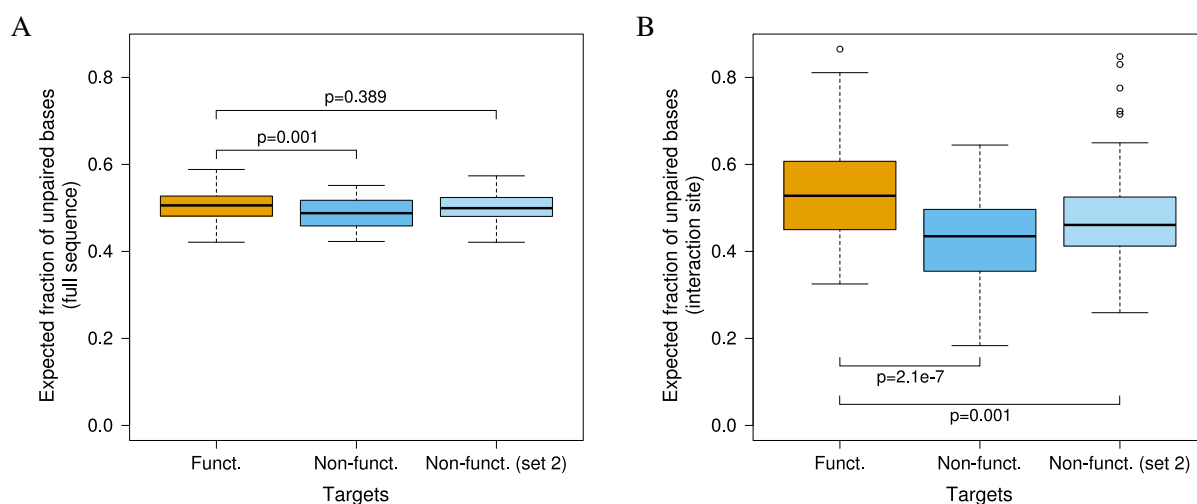 A
Expected fraction of unpaired bases
(full sequence)
0.8
0.6
0.4
0.2
0.0
p=0.389
p=0.001
Funct.
Non-funct.
Non-funct. (set 2)
Targets
B
Expected fraction of unpaired bases
(interaction site)
0.8
0.6
0.4
0.2
0.0
p=2.1e-7
p=0.001
Funct.
Non-funct.
Non-funct. (set 2)
Targets